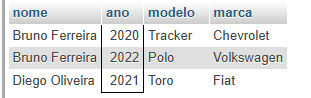 nome ano modelo marca
Bruno Ferreira 2020 Tracker Chevrolet
Bruno Ferreira 2022 Polo Volkswagen
Diego Oliveira 2021 Toro Fiat